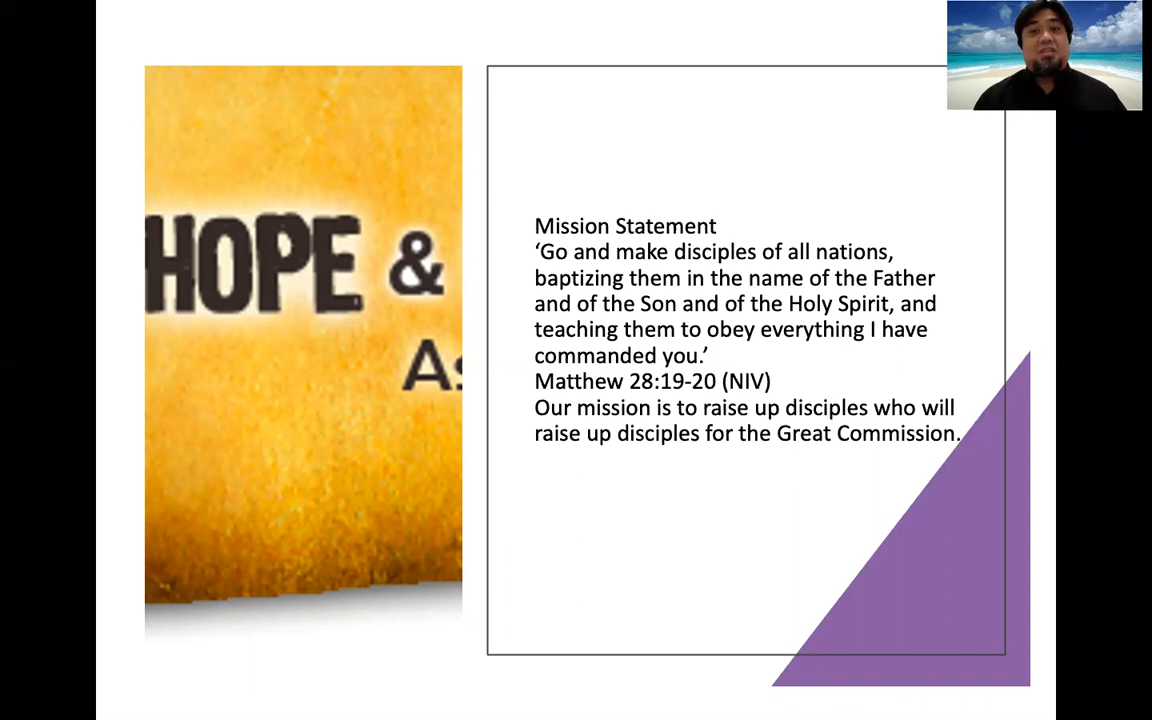 HOPE &
As
Mission Statement
‘Go and make disciples of all nations,
baptizing them in the name of the Father
and of the Son and of the Holy Spirit, and
teaching them to obey everything I have
commanded you.’
Matthew 28:19-20 (NIV)
Our mission is to raise up disciples who will
raise up disciples for the Great Commission.